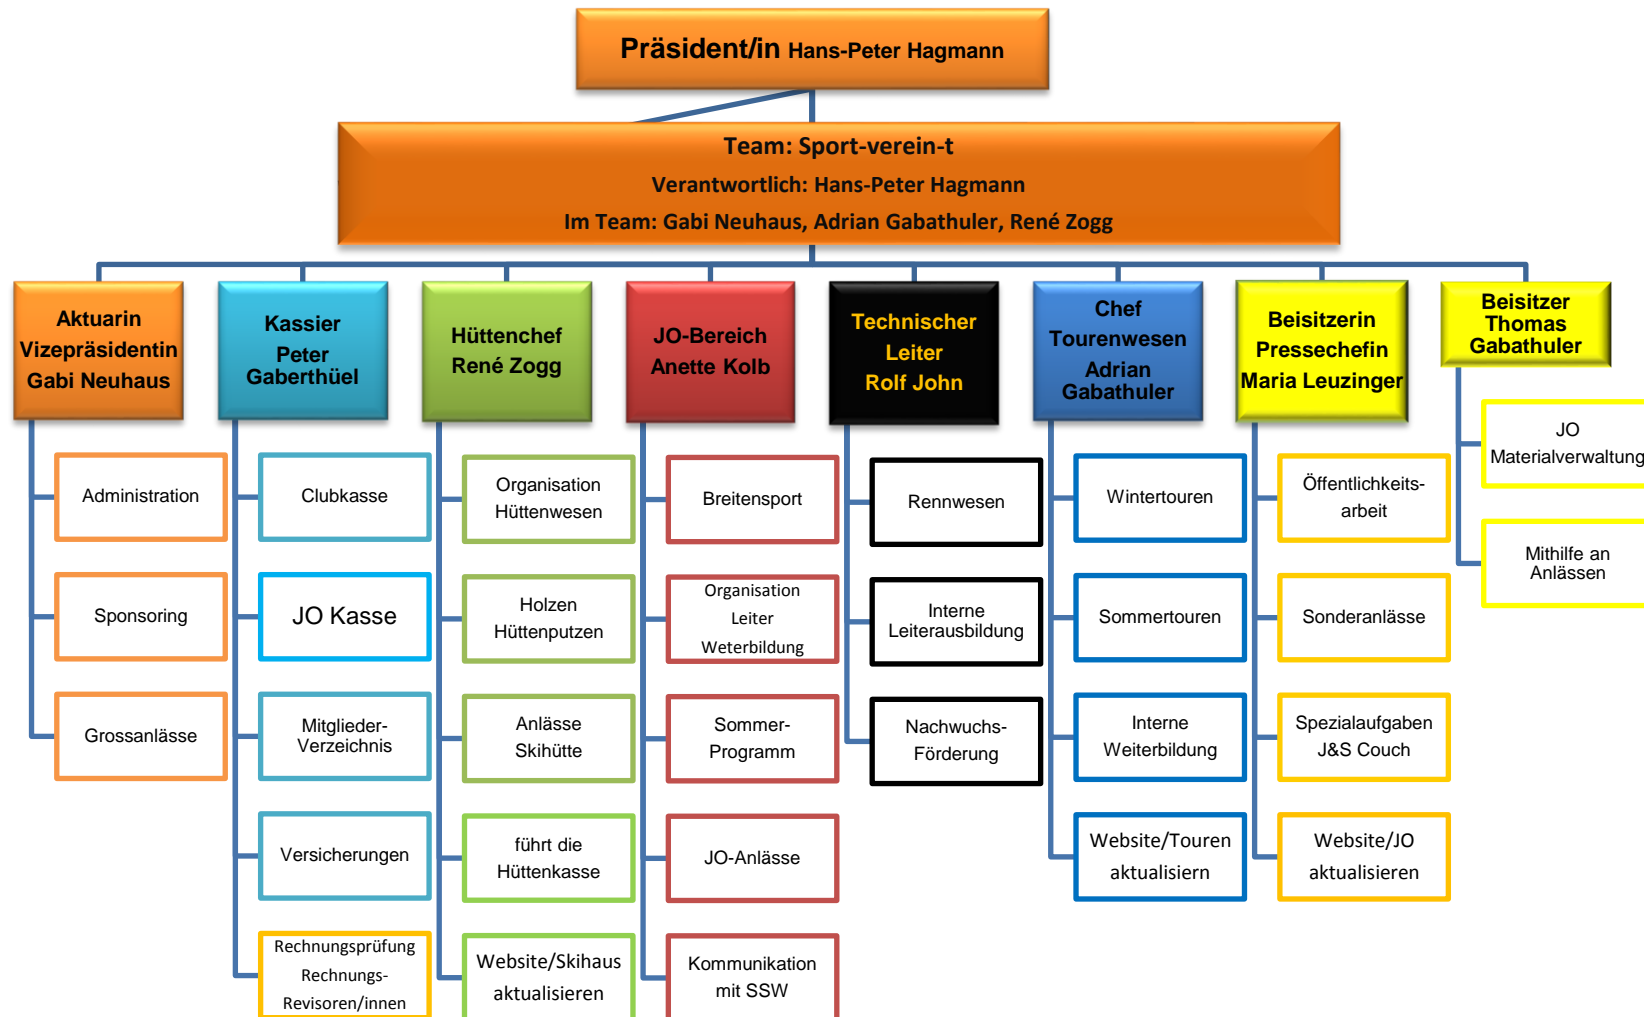 Präsident/in Hans-Peter Hagmann
Team: Sport-verein-t
Verantwortlich: Hans-Peter Hagmann
Im Team: Gabi Neuhaus, Adrian Gabathuler, René Zogg
Aktuarin
Vizepräsidentin
Gabi Neuhaus
Administration
Sponsoring
Grossanlässe
Kassier
Peter
Gaberthüel
Clubkasse
JO Kasse
Mitglieder-
Verzeichnis
Versicherungen
Rechnungsprüfung
Rechnungs-
Revisoren/innen
Hüttenchef
René Zogg
Organisation
Hüttenwesen
Holzen
Hüttenputzen
Anlässe
Skihütte
führt die
Hüttenkasse
Website/Skihaus
aktualisieren
JO-Bereich
Anette Kolb
Breitensport
Organisation
Leiter
Weterbildung
Sommer-
Programm
JO-Anlässe
Kommunikation
mit SSW
Technischer
Leiter
Rolf John
Rennwesen
Interne
Leiterausbildung
Nachwuchs-
Förderung
Chef
Tourenwesen
Adrian
Gabathuler
Wintertouren
Sommertouren
Interne
Weiterbildung
Website/Touren
aktualisiern
Beisitzerin
Pressechefin
Maria Leuzinger
Öffentlichkeits-
arbeit
Sonderanlässe
Spezialaufgaben
J&S Couch
Website/JO
aktualisieren
Beisitzer
Thomas
Gabathuler
JO
Materialverwaltung
Mithilfe an
Anlässen